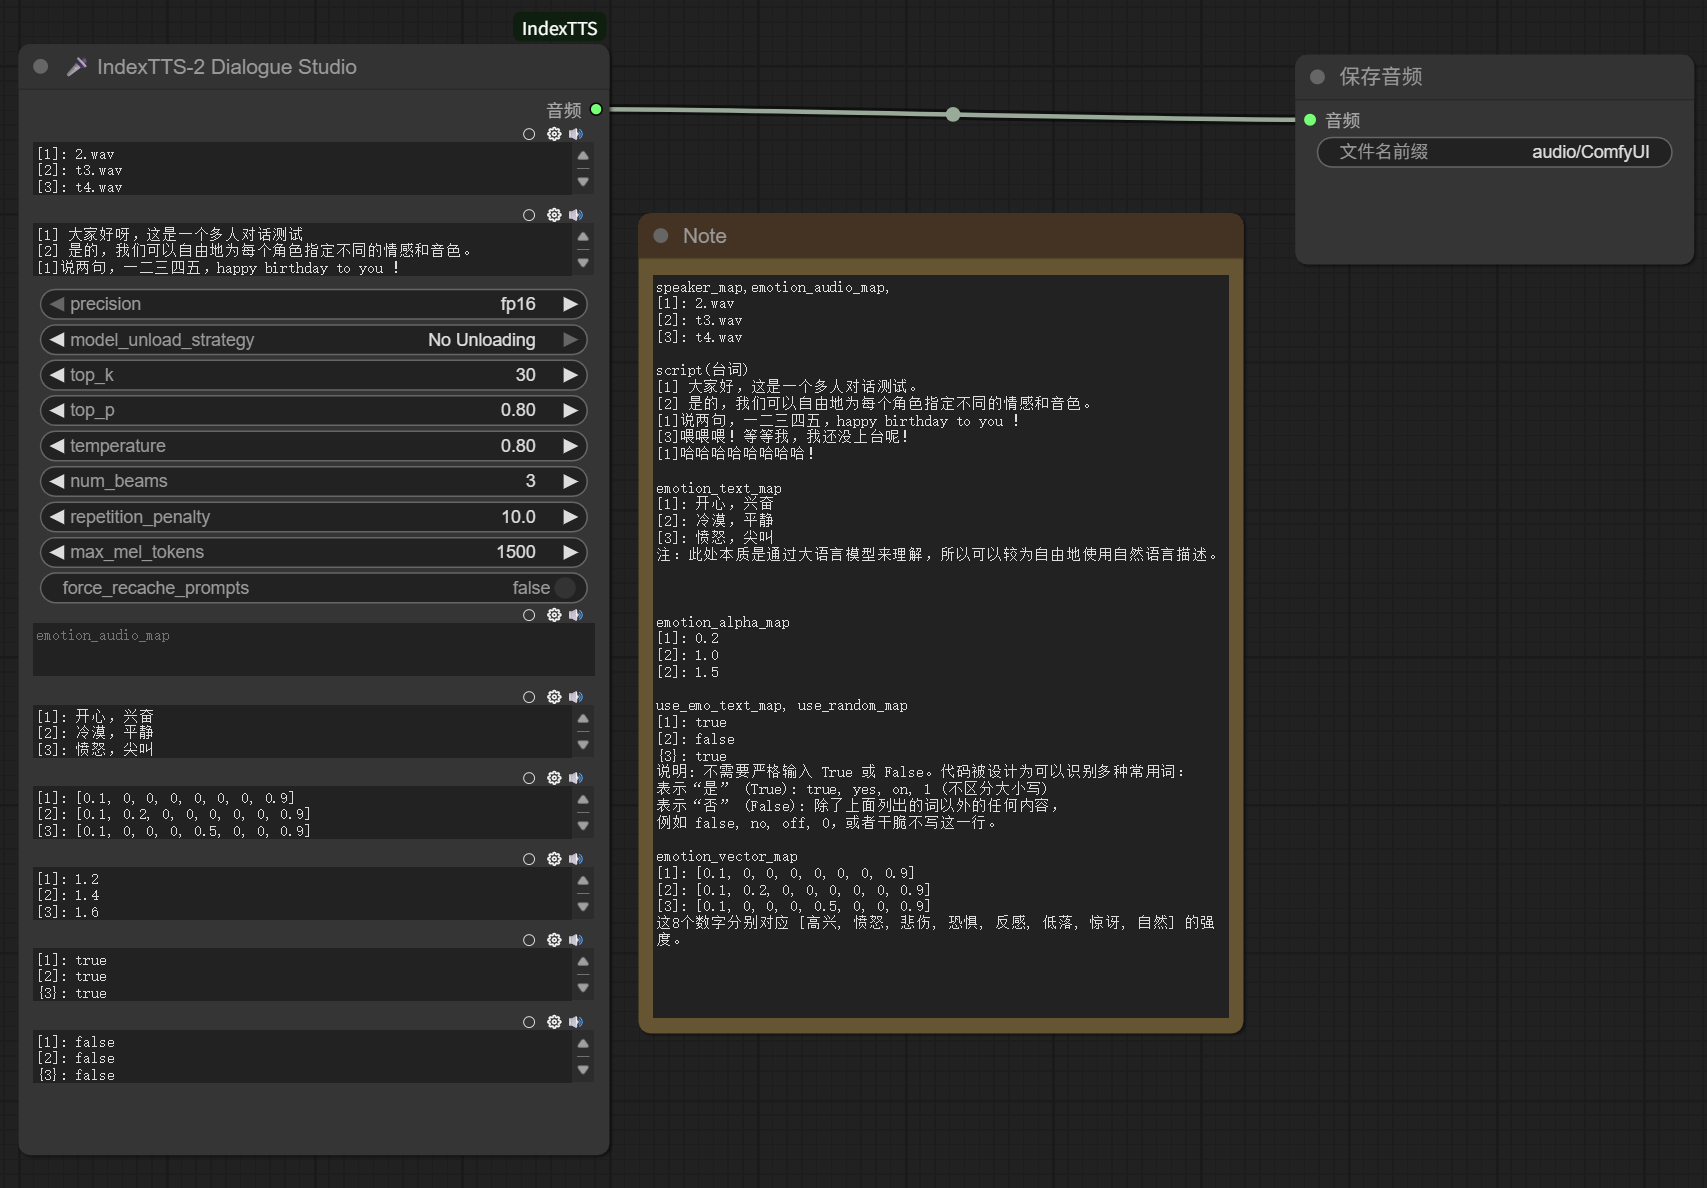 IndexTTS
IndexTTS-2 Dialogue Studio
音频
[1]: 2.wav
[2]: t3.wav
[3]: t4.wav
[1] 大家好呀，这是一个多人对话测试
[2] 是的，我们可以自由地为每个角色指定不同的情感和音色。
[1]说两句，一二三四五，happy birthday to you ！
precision fp16
model_unload_strategy No Unloading
top_k 30
top_p 0.80
temperature 0.80
num_beams 3
repetition_penalty 10.0
max_mel_tokens 1500
force_recache_prompts false
emotion_audio_map
[1]: 开心，兴奋
[2]: 冷漠，平静
[3]: 愤怒，尖叫
[1]: [0.1, 0, 0, 0, 0, 0, 0, 0.9]
[2]: [0.1, 0.2, 0, 0, 0, 0, 0, 0.9]
[3]: [0.1, 0, 0, 0, 0.5, 0, 0, 0.9]
[1]: 1.2
[2]: 1.4
[3]: 1.6
[1]: true
[2]: true
{3}: true
[1]: false
[2]: false
{3}: false
Note
speaker_map,emotion_audio_map,
[1]: 2.wav
[2]: t3.wav
[3]: t4.wav
script(台词)
[1] 大家好，这是一个多人对话测试。
[2] 是的，我们可以自由地为每个角色指定不同的情感和音色。
[1]说两句，一二三四五，happy birthday to you ！
[3]喂喂喂！等等我，我还没上台呢！
[1]哈哈哈哈哈哈哈哈！
emotion_text_map
[1]: 开心，兴奋
[2]: 冷漠，平静
[3]: 愤怒，尖叫
注：此处本质是通过大语言模型来理解，所以可以较为自由地使用自然语言描述。
emotion_alpha_map
[1]: 0.2
[2]: 1.0
[2]: 1.5
use_emo_text_map, use_random_map
[1]: true
[2]: false
{3}: true
说明：不需要严格输入 True 或 False。代码被设计为可以识别多种常用词：
表示“是” (True): true, yes, on, 1 (不区分大小写)
表示“否” (False): 除了上面列出的词以外的任何内容，
例如 false, no, off, 0，或者干脆不写这一行。
emotion_vector_map
[1]: [0.1, 0, 0, 0, 0, 0, 0, 0.9]
[2]: [0.1, 0.2, 0, 0, 0, 0, 0, 0.9]
[3]: [0.1, 0, 0, 0, 0.5, 0, 0, 0.9]
这8个数字分别对应 [高兴, 愤怒, 悲伤, 恐惧, 反感, 低落, 惊讶, 自然] 的强
度。
保存音频
音频
文件名前缀 audio/ComfyUI